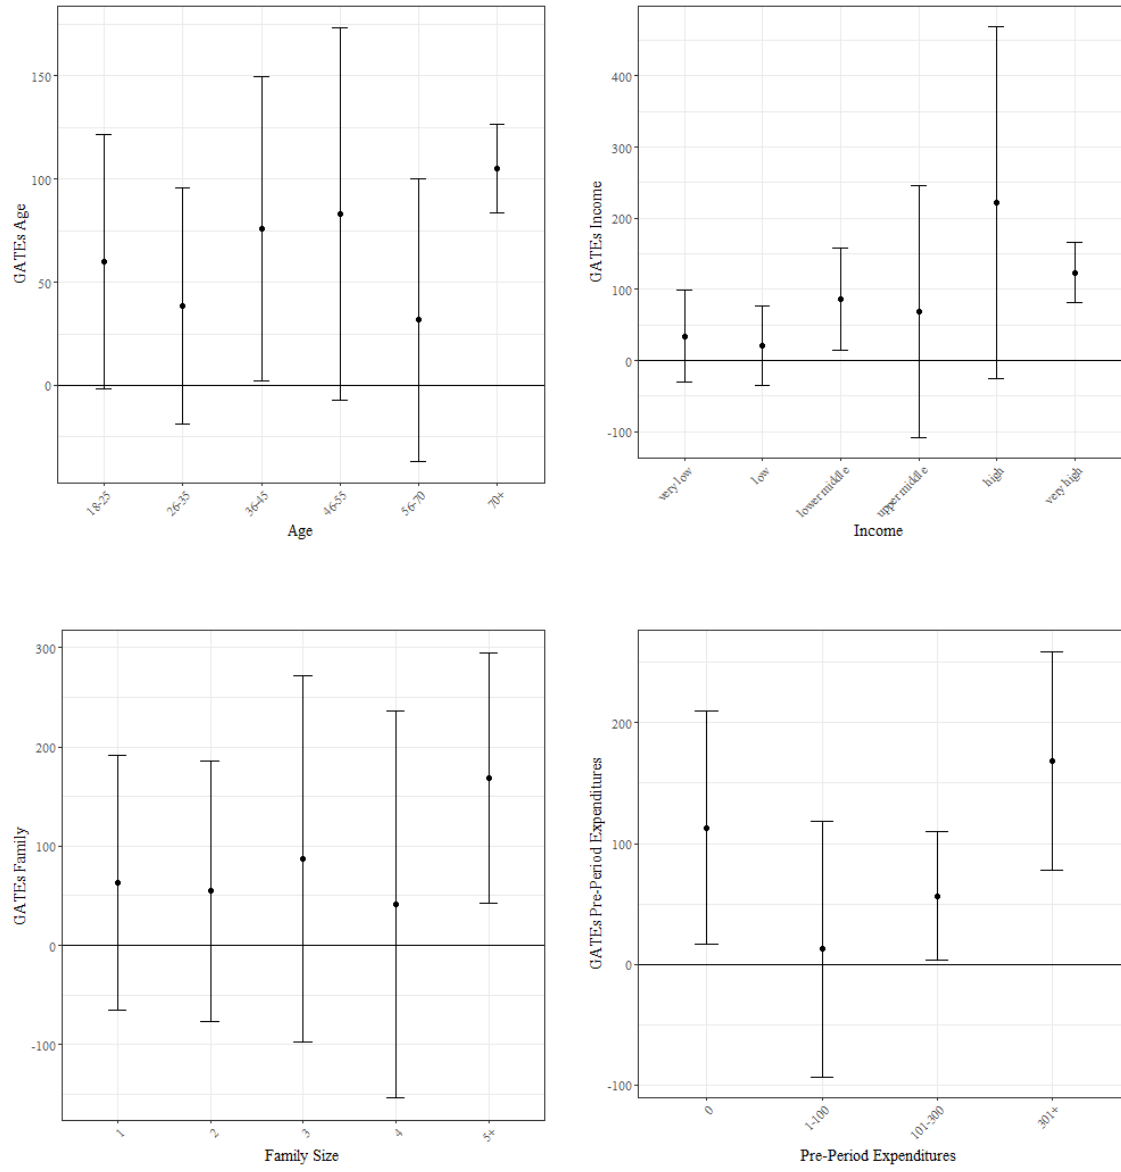 GATEs Age
150
100
50
0
18-25
26-35
36-45
46-55
56-70
70+
Age
GATEs Income
400
300
200
100
0
-100
very low
low
lower middle
upper middle
high
very high
Income
GATEs Family
300
200
100
0
-100
1
2
3
4
5+
Family Size
GATEs Pre-Period Expenditures
200
100
0
-100
0
1-100
101-300
301+
Pre-Period Expenditures